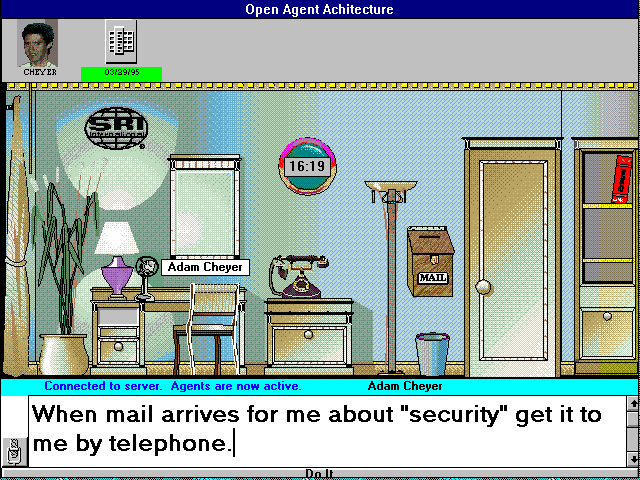 Open Agent Achitecture
CHEYER
03/29/95
SRI
International
16:19
Adam Cheyer
MAIL
Connected to server. Agents are now active. Adam Cheyer
When mail arrives for me about "security" get it to
me by telephone.
Do It